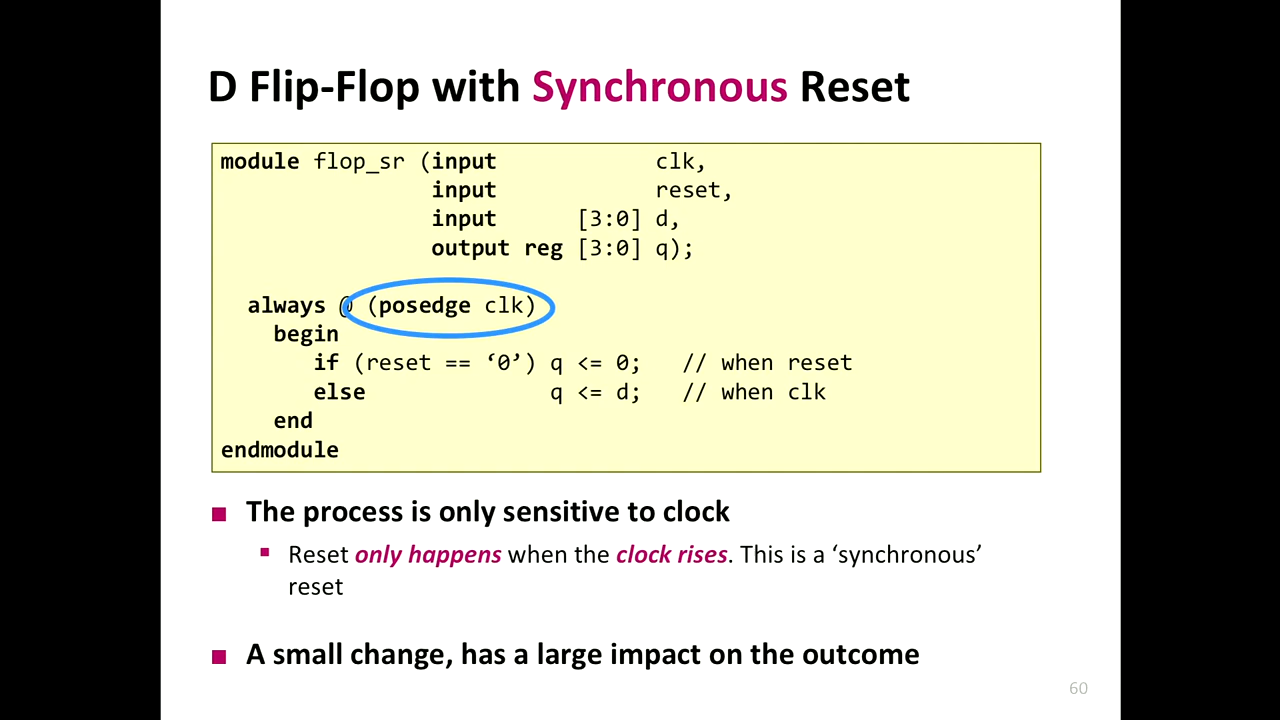 D Flip-Flop with Synchronous Reset
module flop_sr (input            clk,
                input            reset,
                input      [3:0] d,
                output reg [3:0] q);
  always @ (posedge clk)
    begin
       if (reset == ‘0’) q <= 0;   // when reset
       else              q <= d;   // when clk
    end
endmodule
■ The process is only sensitive to clock
▪ Reset only happens when the clock rises. This is a ‘synchronous’
reset
■ A small change, has a large impact on the outcome
60